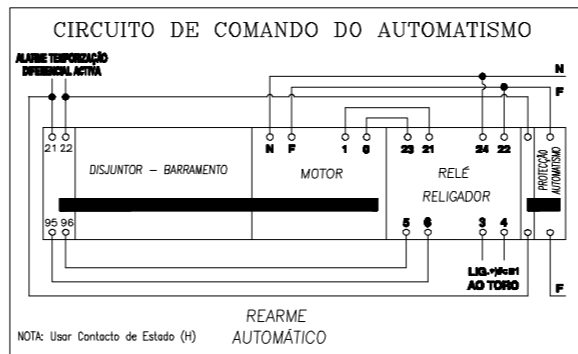 CIRCUITO DE COMANDO DO AUTOMATISMO
ALARME TEMPORIZAÇÃO
DIFERENCIAL ACTIVA
N
F
21 22
N F 1 0 23 21 24 22
DISJUNTOR – BARRAMENTO
MOTOR
RELÉ
RELIGADOR
PROTECÇÃO
AUTOMATISMO
95 96
5 6 3 4
LIG.
AO TORO
F
REARME
AUTOMÁTICO
NOTA: Usar Contacto de Estado (H)